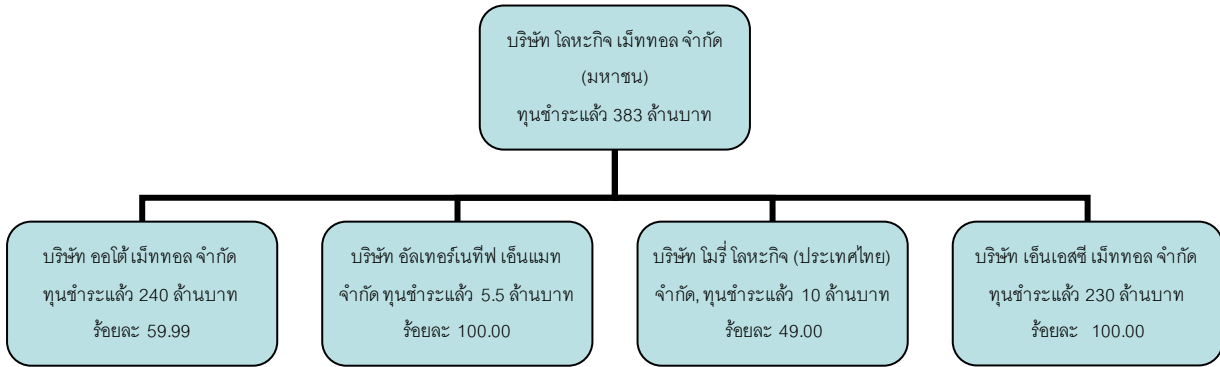 บริษัท โลหะกิจ เม็ททอล จำกัด
(มหาชน)
ทุนชำระแล้ว 383 ล้านบาท
บริษัท ออโต้ เม็ททอล จำกัด
ทุนชำระแล้ว 240 ล้านบาท
ร้อยละ 59.99
บริษัท อัลเทอร์เนทีฟ เอ็นแมท
จำกัด ทุนชำระแล้ว 5.5 ล้านบาท
ร้อยละ 100.00
บริษัท โมรี่ โลหะกิจ (ประเทศไทย)
จำกัด, ทุนชำระแล้ว 10 ล้านบาท
ร้อยละ 49.00
บริษัท เอ็นเอสซี เม็ททอล จำกัด
ทุนชำระแล้ว 230 ล้านบาท
ร้อยละ 100.00